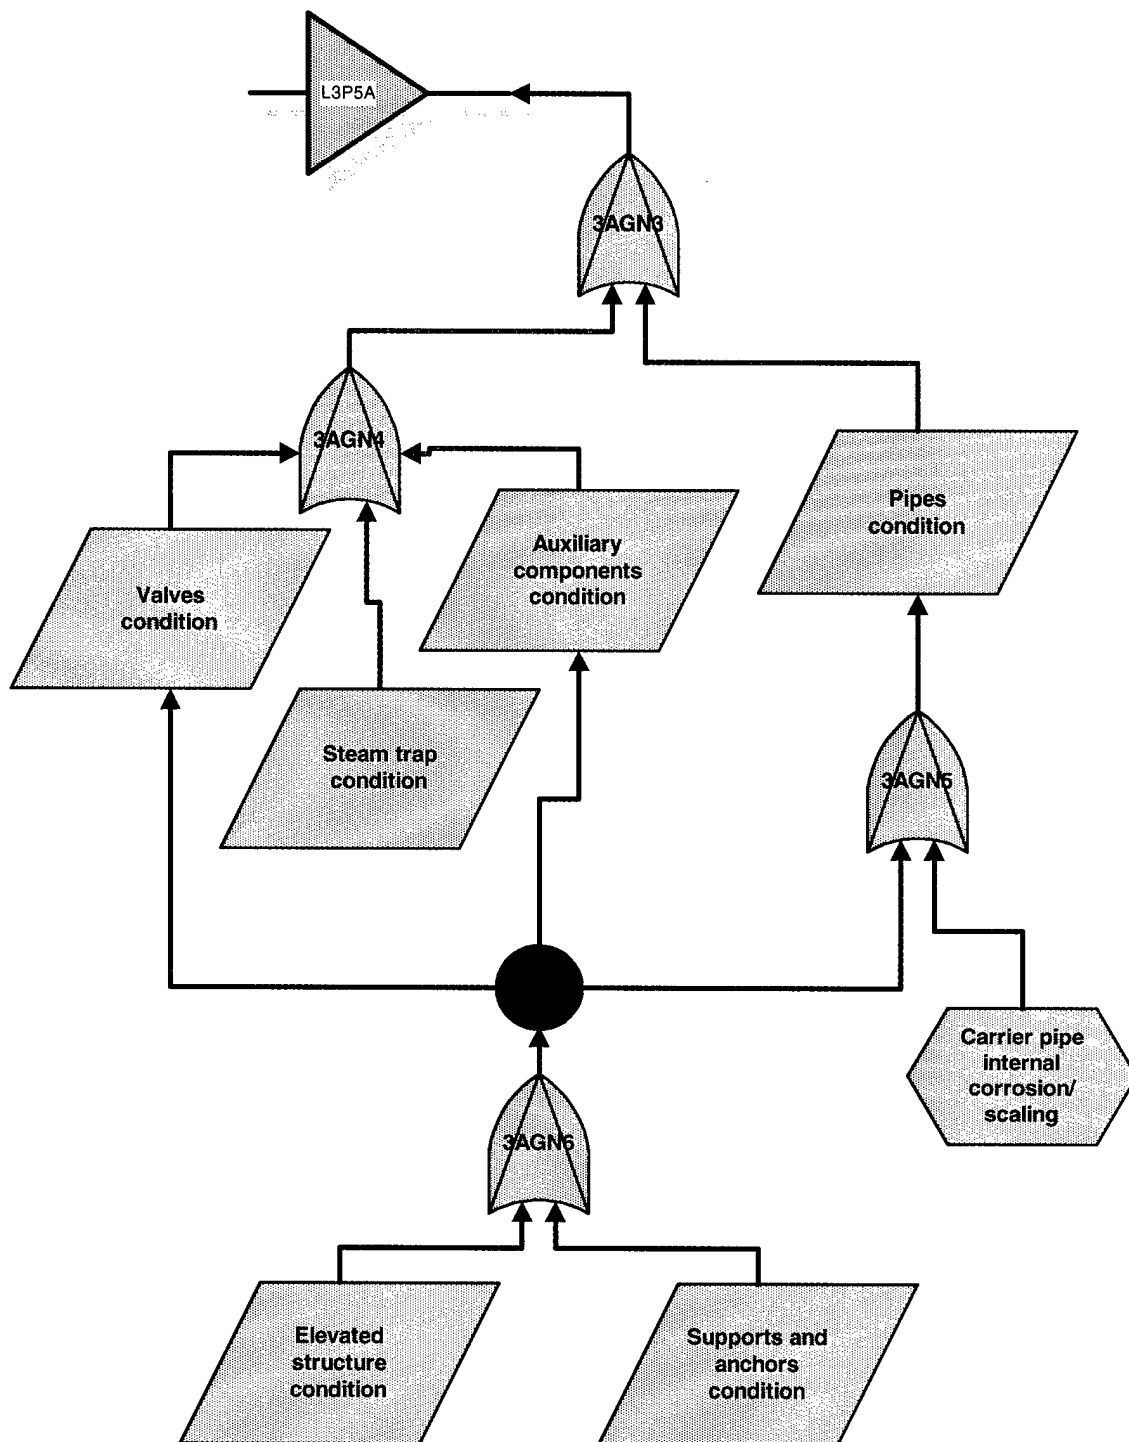 L3P5A
3AGN3
3AGN4
Pipes
condition
Auxiliary
components
condition
Valves
condition
Steam trap
condition
3AGN5
Carrier pipe
internal
corrosion/
scaling
3AGN6
Elevated
structure
condition
Supports and
anchors
condition